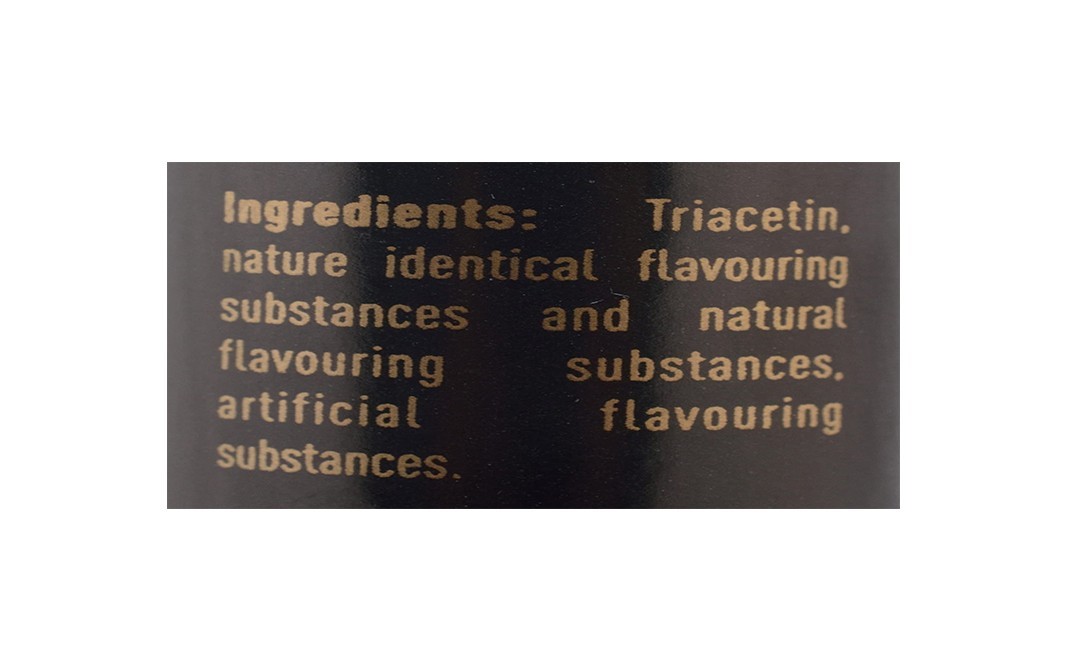 Ingredients: Triacetin,
nature identical flavouring
substances and natural
flavouring substances,
artificial flavouring
substances.